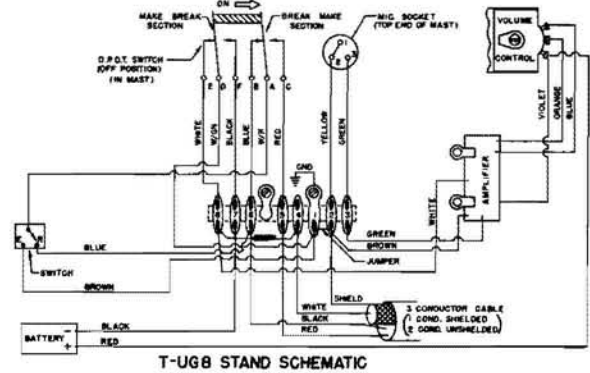 ON
MAKE BREAK
SECTION
BREAK MAKE
SECTION
MIC. SOCKET
(TOP END OF MAST)
VOLUME
CONTROL
D.P.D.T. SWITCH
(OFF POSITION)
(IN MAST)
1
2
3
E
D
F
B
A
C
WHITE
W/GN
BLACK
BLUE
W/R
RED
YELLOW
GREEN
VIOLET
ORANGE
BLUE
GND
AMPLIFIER
WHITE
GREEN
BROWN
JUMPER
BLUE
SWITCH
BROWN
SHIELD
WHITE
BLACK
RED
3 CONDUCTOR CABLE
1 COND. SHIELDED
2 COND. UNSHIELDED
BATTERY
-
+
BLACK
RED
T-UG8 STAND SCHEMATIC